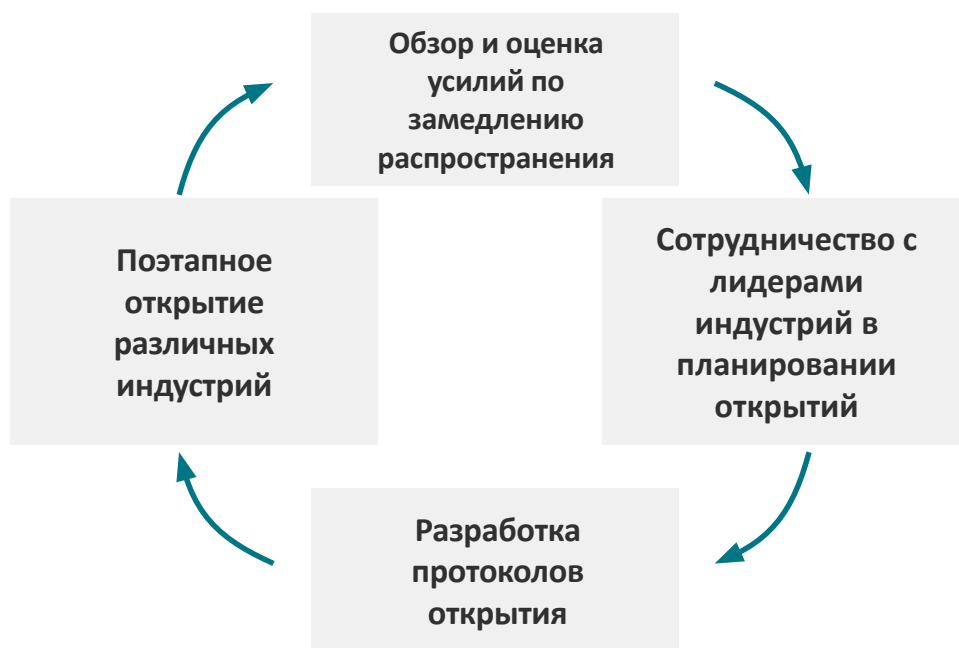 Обзор и оценка
усилий по
замедлению
распространения
Сотрудничество с
лидерами
индустрий в
планировании
открытий
Разработка
протоколов
открытия
Поэтапное
открытие
различных
индустрий